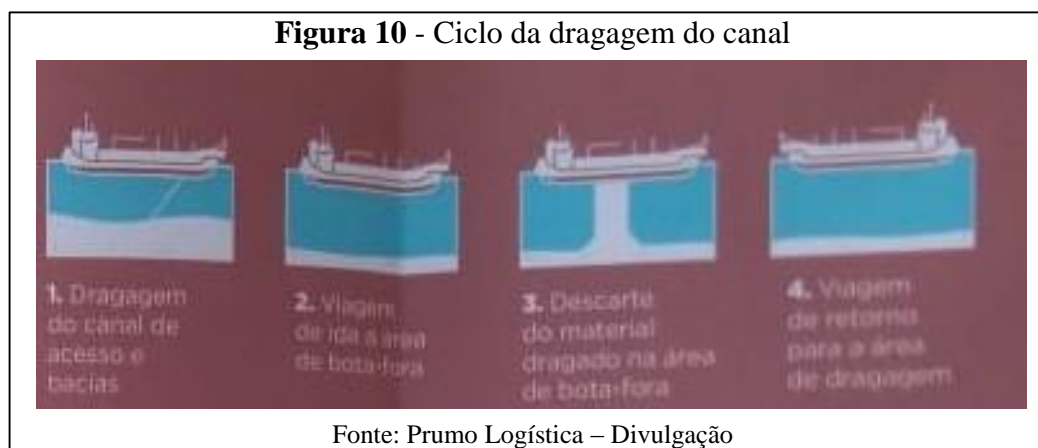 Figura 10 - Ciclo da dragagem do canal
1. Dragagem
do canal de
acesso e
bacias
2. Viagem
de ida à área
de bota-fora
3. Descarte
do material
dragado na área
de bota-fora
4. Viagem
de retorno
para a área
de dragagem
Fonte: Prumo Logística – Divulgação